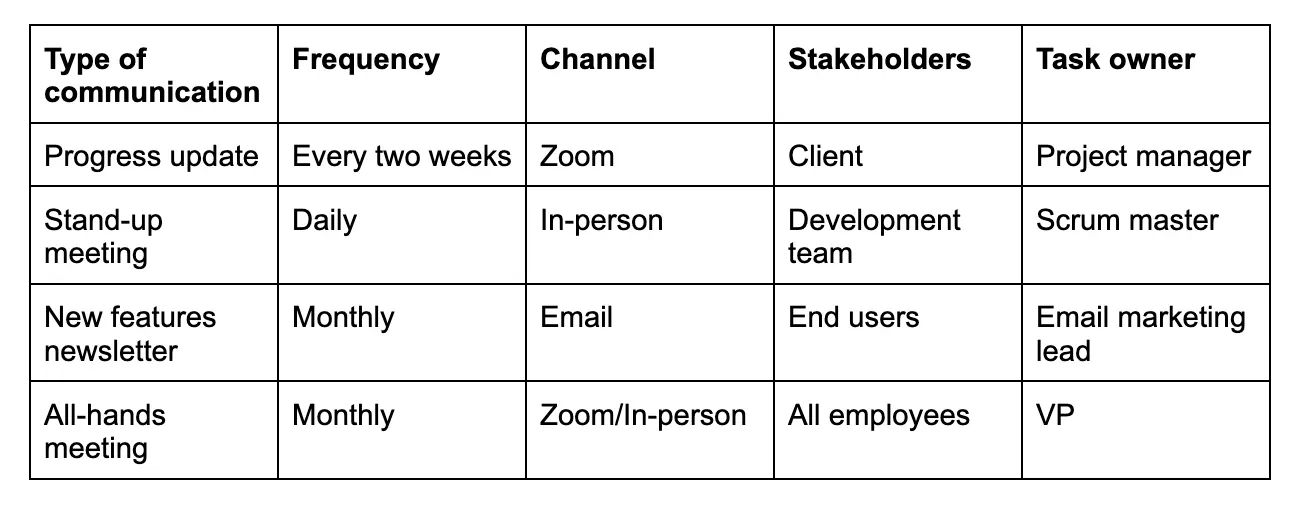 Type of communication	Frequency	Channel	Stakeholders	Task owner
Progress update	Every two weeks	Zoom	Client	Project manager
Stand-up meeting	Daily	In-person	Development team	Scrum master
New features newsletter	Monthly	Email	End users	Email marketing lead
All-hands meeting	Monthly	Zoom/In-person	All employees	VP